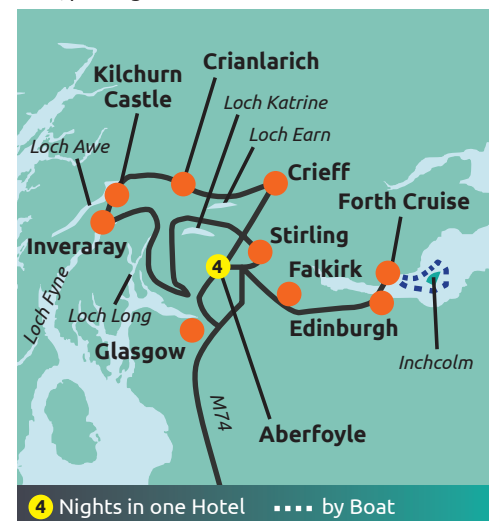 Crianlarich
Kilchurn
Castle
Loch Katrine
Loch Earn
Loch Awe
Crieff
Forth Cruise
Inveraray
Stirling
4
Falkirk
Loch Fyne
Loch Long
Edinburgh
Glasgow
Inchcolm
M74
Aberfoyle
4 Nights in one Hotel
by Boat